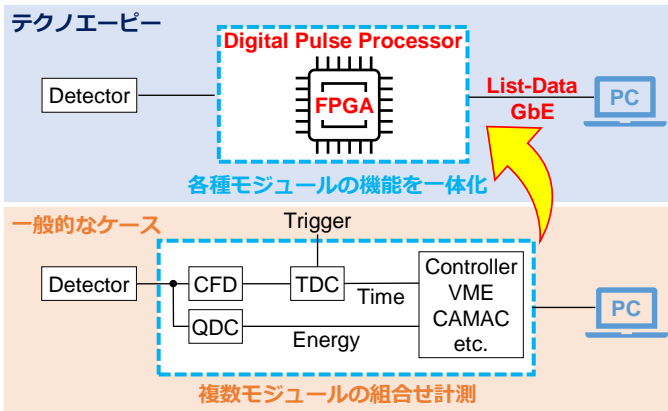 テクノエーピー
Digital Pulse Processor
Detector
FPGA
List-Data
GbE
PC
各種モジュールの機能を一体化
一般的なケース
Trigger
Detector
CFD
TDC
Time
QDC
Energy
Controller
VME
CAMAC
etc.
PC
複数モジュールの組合せ計測